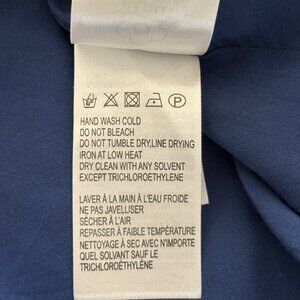 P
HAND WASH COLD
DO NOT BLEACH
DO NOT TUMBLE DRY,LINE DRYING
IRON AT LOW HEAT
DRY CLEAN WITH ANY SOLVENT
EXCEPT TRICHLOROETHYLENE
LAVER À LA MAIN À L'EAU FROIDE
NE PAS JAVELLISER
SÉCHER À L'AIR
REPASSER À FAIBLE TEMPÉRATURE
NETTOYAGE À SEC AVEC N'IMPORTE
QUEL SOLVANT SAUF LE
TRICHLOROÉTHYLÈNE